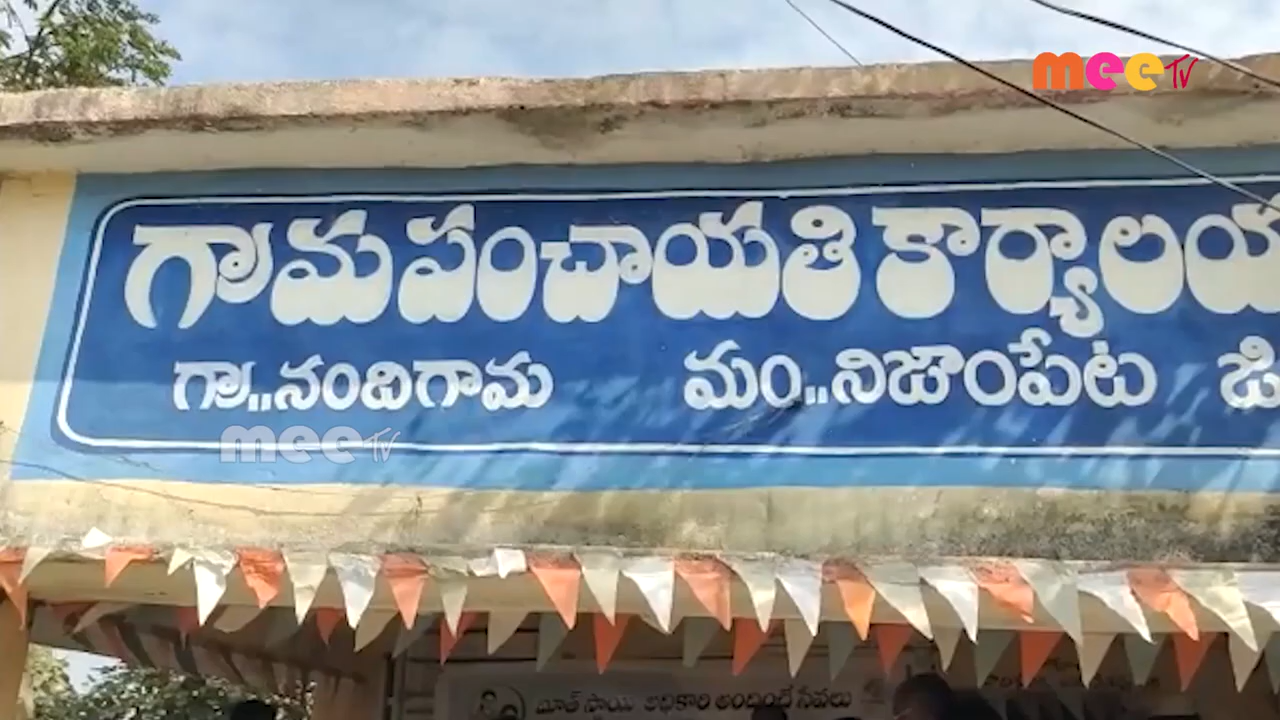 meeTV
గ్రామపంచాయతి కార్యాలయ
గ్రా..నందిగామ మం..నిజాంపేట జి
meeTV